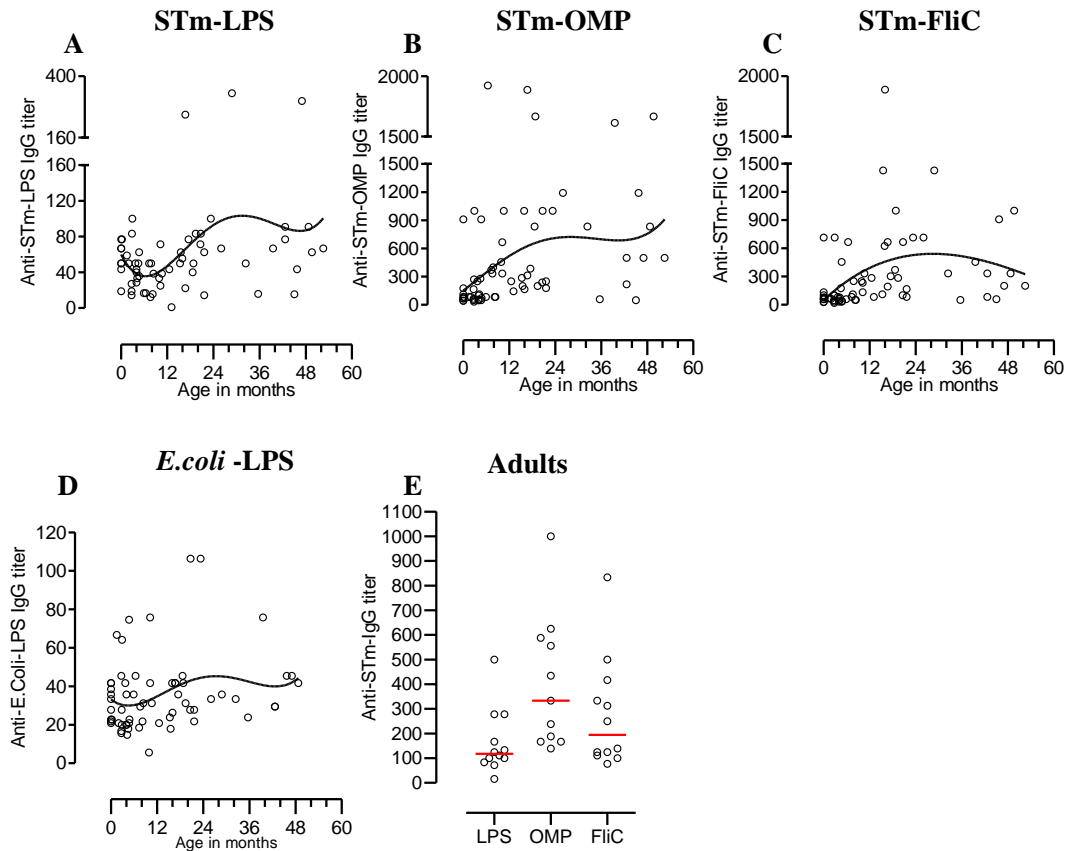 STm-LPS
STm-OMP
STm-FliC
A
B
C
Anti-STm-LPS IgG titer
400
160
120
80
40
0
0 12 24 36 48 60
Age in months
Anti-STm-OMP IgG titer
2000
1500
1500
1200
900
600
300
0
0 12 24 36 48 60
Age in months
Anti-STm-FliC IgG titer
2000
1500
1500
1200
900
600
300
0
0 12 24 36 48 60
Age in months
E.coli -LPS
Adults
D
E
Anti-E.Coli-LPS IgG titer
120
100
80
60
40
20
0
0 12 24 36 48 60
Age in months
Anti-STm-IgG titer
1100
1000
900
800
700
600
500
400
300
200
100
0
LPS OMP FliC